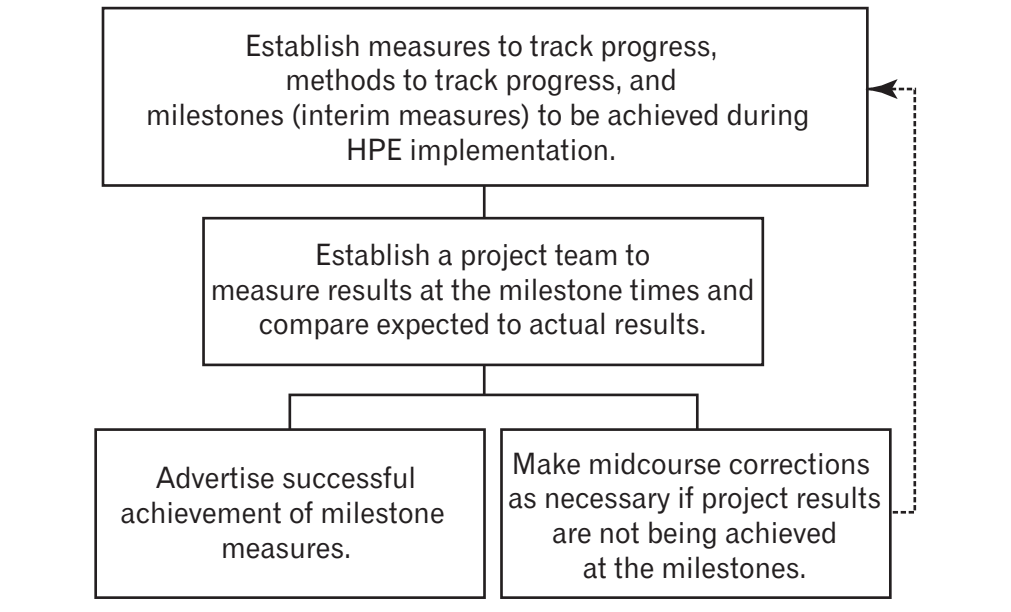 Establish measures to track progress,
methods to track progress, and
milestones (interim measures) to be achieved during
HPE implementation.
Establish a project team to
measure results at the milestone times and
compare expected to actual results.
Advertise successful
achievement of milestone
measures.
Make midcourse corrections
as necessary if project results
are not being achieved
at the milestones.